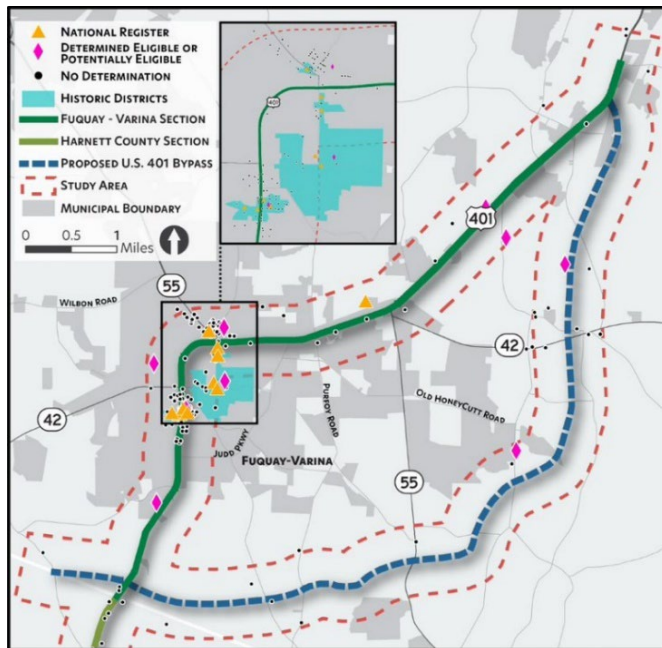 National Register
Determined Eligible or
Potentially Eligible
No Determination
Historic Districts
Fuquay - Varina Section
Harnett County Section
Proposed U.S. 401 Bypass
Study Area
Municipal Boundary
0 0.5 1
Miles
401
401
55
Wilbon Road
42
42
Purfoy Road
Old HoneyCutt Road
Judd Pkwy
Fuquay-Varina
55